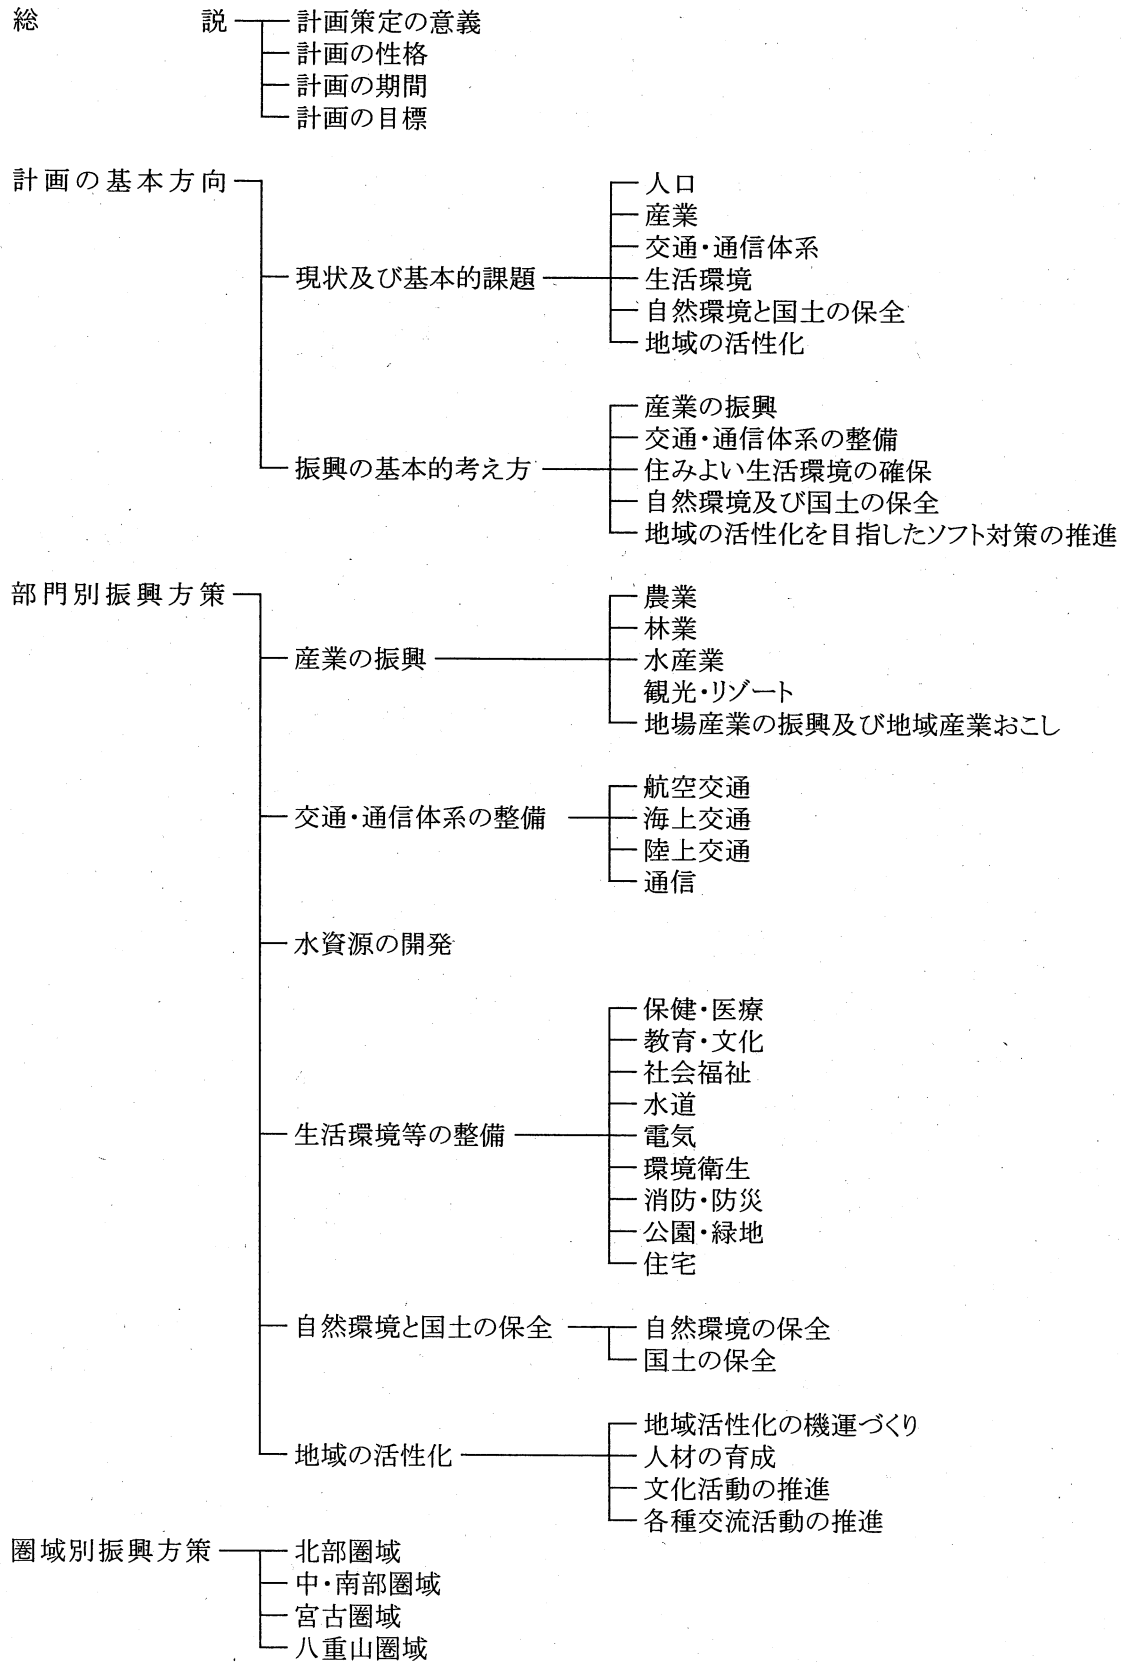 総説 計画策定の意義
計画の性格
計画の期間
計画の目標
計画の基本方向
現状及び基本的課題
人口
産業
交通・通信体系
生活環境
自然環境と国土の保全
地域の活性化
振興の基本的考え方
産業の振興
交通・通信体系の整備
住みよい生活環境の確保
自然環境及び国土の保全
地域の活性化を目指したソフト対策の推進
部門別振興方策
産業の振興
農業
林業
水産業
観光・リゾート
地場産業の振興及び地域産業おこし
交通・通信体系の整備
航空交通
海上交通
陸上交通
通信
水資源の開発
生活環境等の整備
保健・医療
教育・文化
社会福祉
水道
電気
環境衛生
消防・防災
公園・緑地
住宅
自然環境と国土の保全
自然環境の保全
国土の保全
地域の活性化
地域活性化の機運づくり
人材の育成
文化活動の推進
各種交流活動の推進
圏域別振興方策
北部圏域
中・南部圏域
宮古圏域
八重山圏域